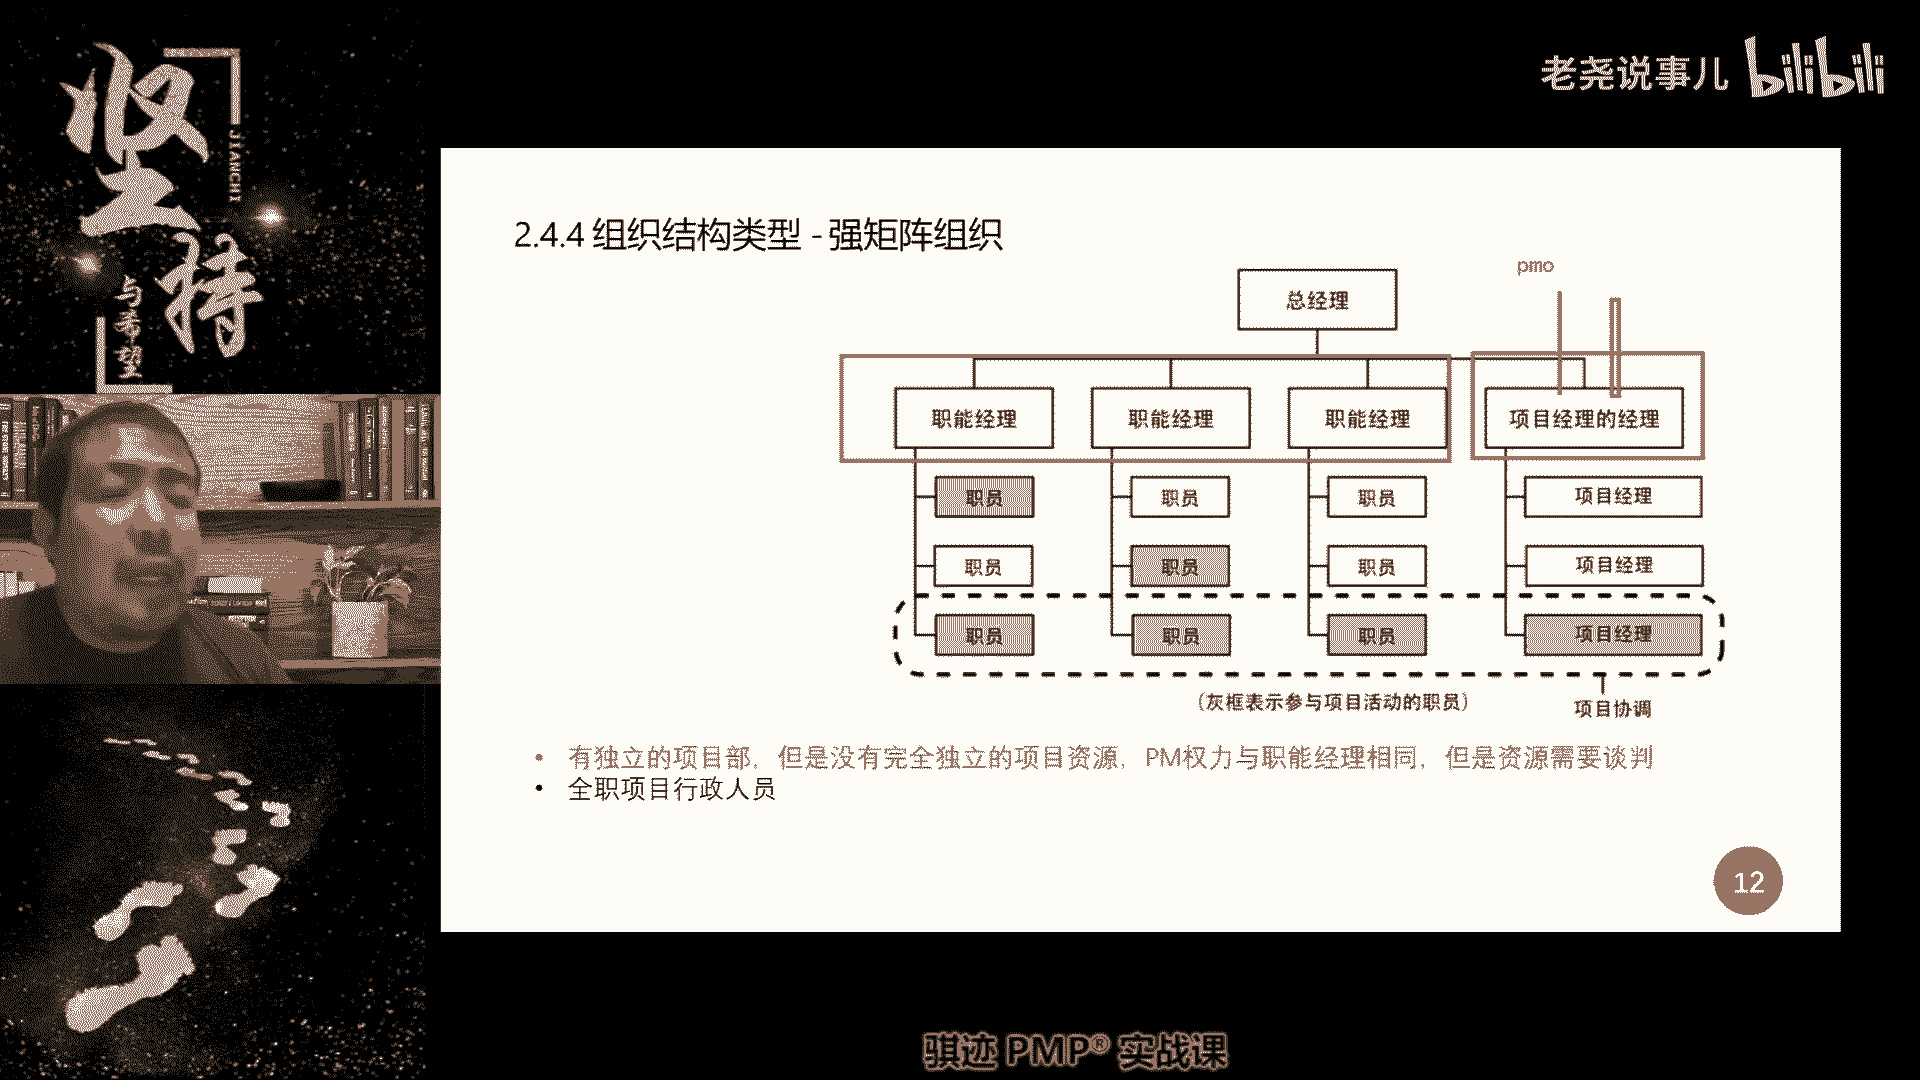 坚持
JIANCHI
与希望
老尧说事儿 bilibili
2.4.4 组织结构类型 - 强矩阵组织
pmo
总经理
职能经理 职能经理 职能经理 项目经理的经理
职员 职员 职员 项目经理
职员 职员 职员 项目经理
职员 职员 职员 项目经理
(灰框表示参与项目活动的职员)
项目协调
• 有独立的项目部，但是没有完全独立的项目资源，PM权力与职能经理相同，但是资源需要谈判
• 全职项目行政人员
12
骐迹 PMP® 实战课